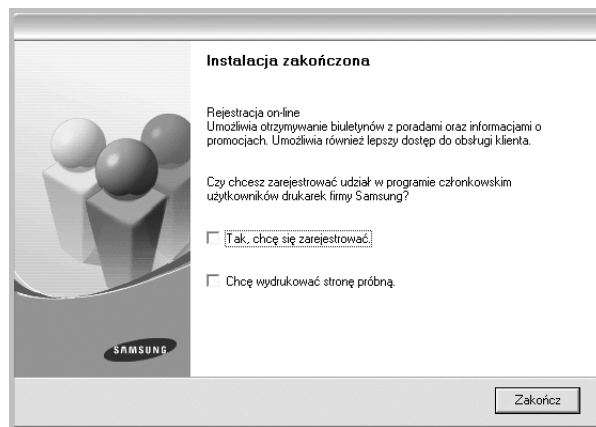 Instalacja zakończona
Rejestracja on-line
Umożliwia otrzymywanie biuletynów z poradami oraz informacjami o
promocjach. Umożliwia również lepszy dostęp do obsługi klienta.
Czy chcesz zarejestrować udział w programie członkowskim
użytkowników drukarek firmy Samsung?
Tak, chcę się zarejestrować.
Chcę wydrukować stronę próbną.
SAMSUNG
Zakończ